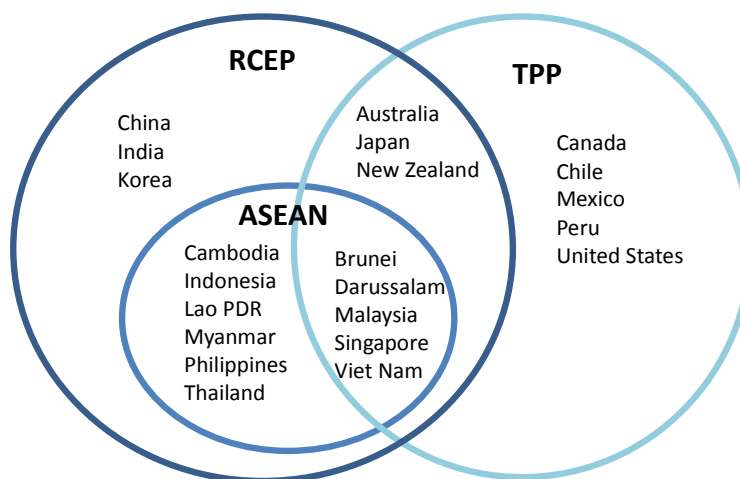 RCEP
TPP
China
India
Korea
Australia
Japan
New Zealand
Canada
Chile
Mexico
Peru
United States
ASEAN
Cambodia
Indonesia
Lao PDR
Myanmar
Philippines
Thailand
Brunei
Darussalam
Malaysia
Singapore
Viet Nam